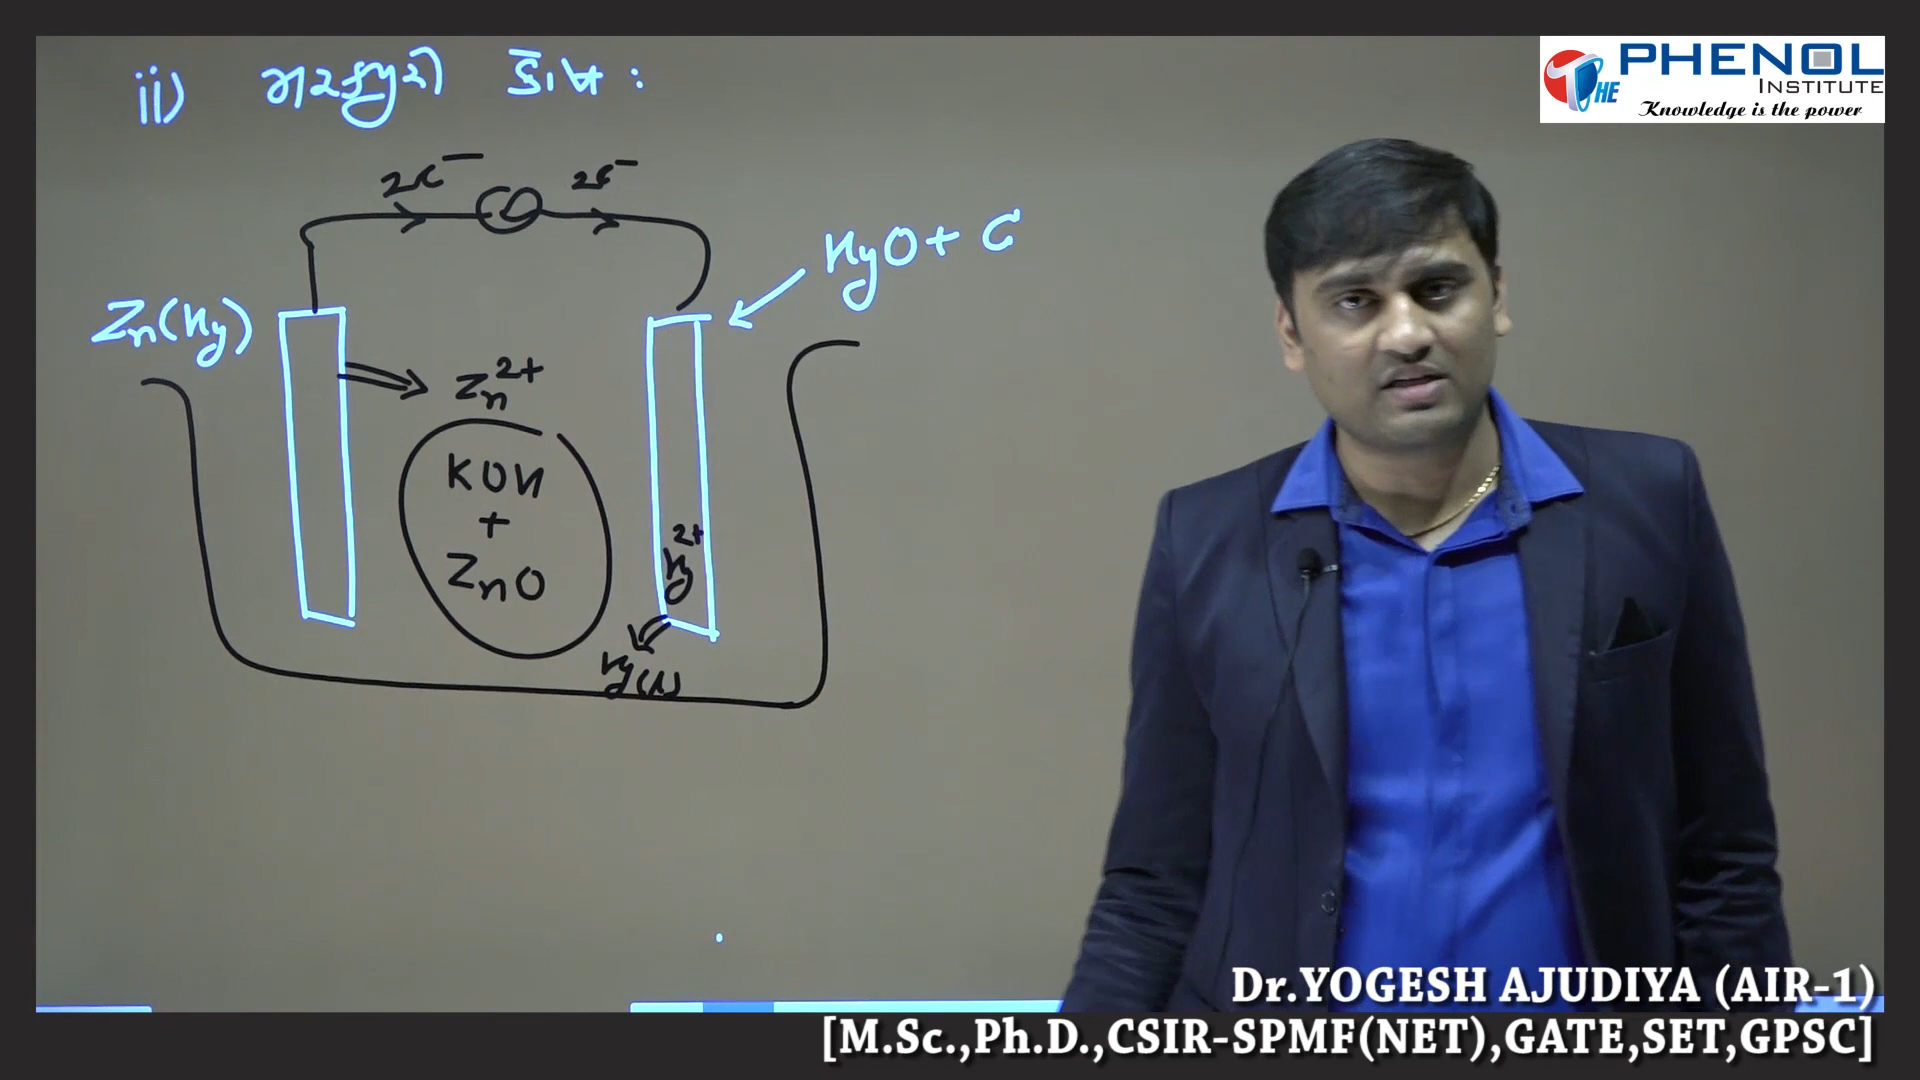 ii) મરક્યુરી કોષ :
2e⁻ 2e⁻
HgO + C
Zn(Hg)
Zn²⁺
KOH
+
ZnO
Hg²⁺
Hg(l)
THE PHENOL
INSTITUTE
Knowledge is the power
Dr.YOGESH AJUDIYA (AIR-1)
[M.Sc.,Ph.D.,CSIR-SPMF(NET),GATE,SET,GPSC]